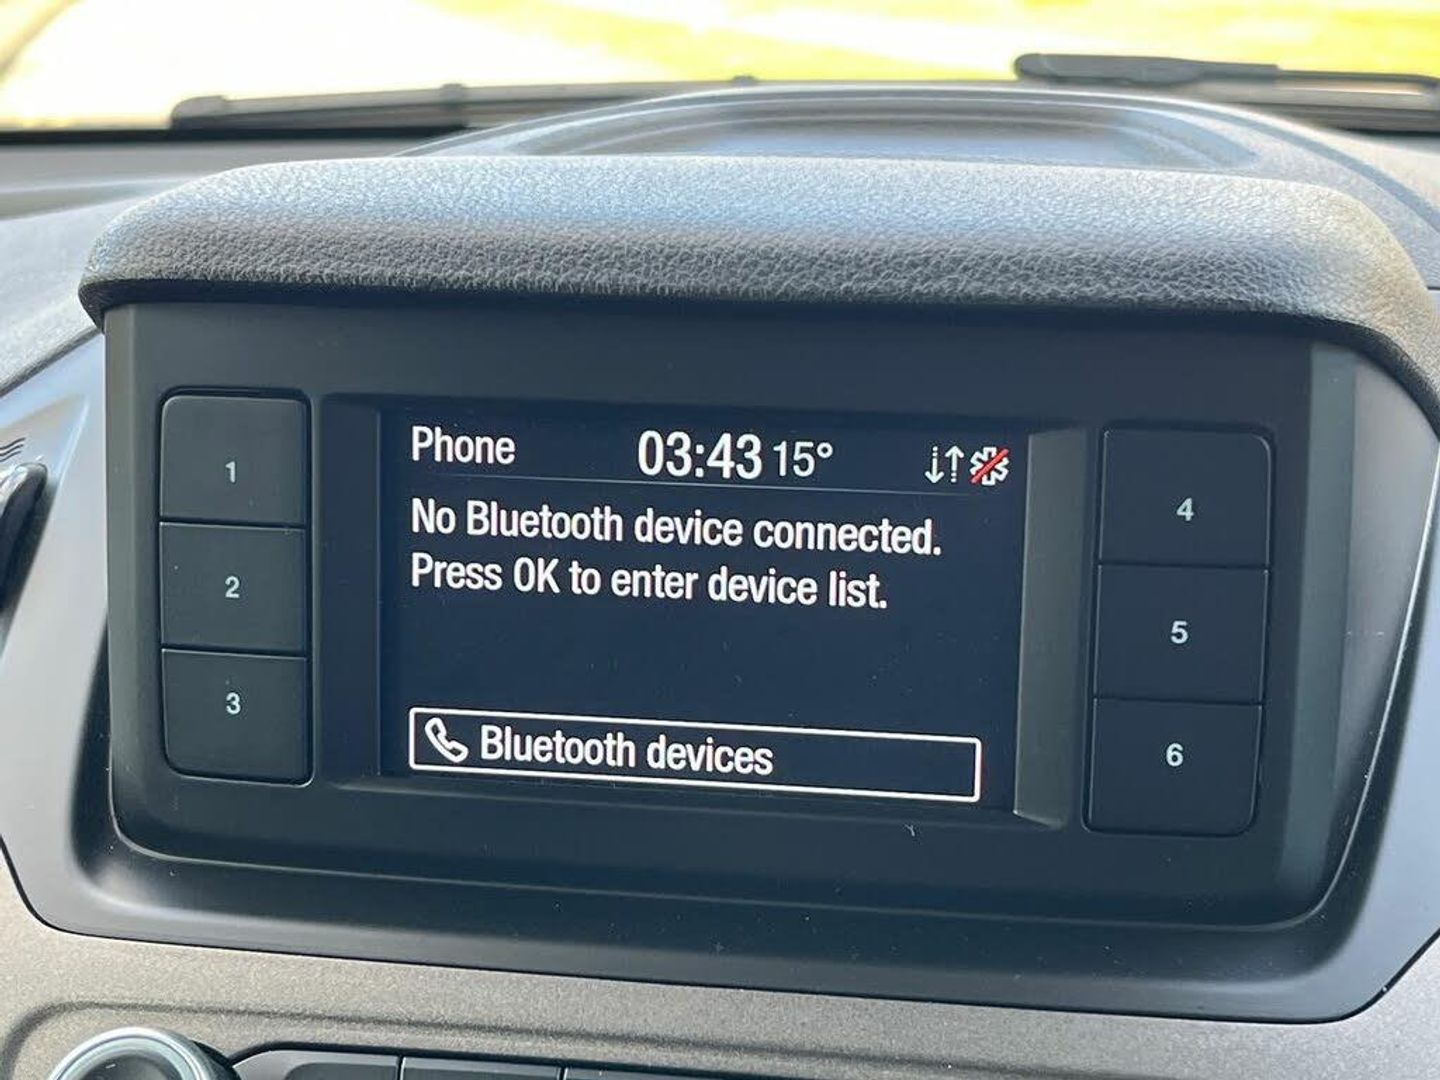 Phone 03:43 15°
No Bluetooth device connected.
Press OK to enter device list.
Bluetooth devices
1
2
3
4
5
6